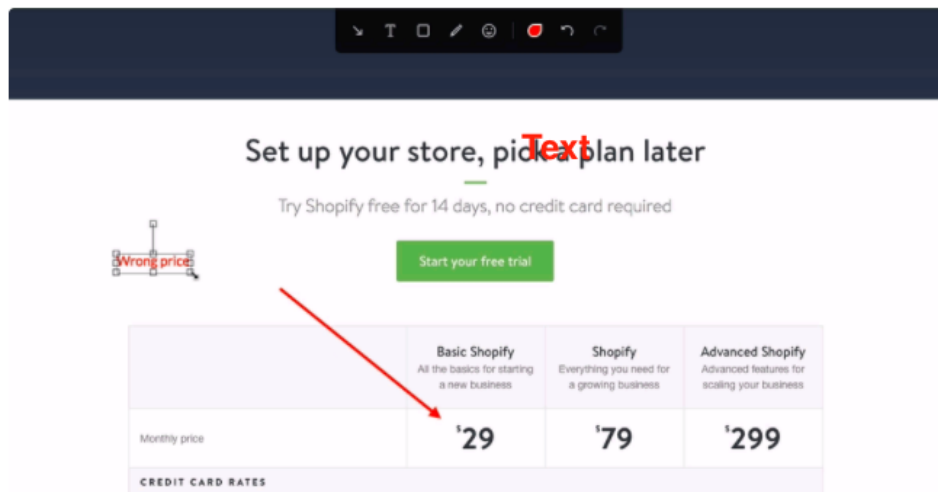 T
Set up your store, pick a plan later
Text
Try Shopify free for 14 days, no credit card required
Wrong price
Start your free trial
Basic Shopify
All the basics for starting
a new business
Shopify
Everything you need for
a growing business
Advanced Shopify
Advanced features for
scaling your business
Monthly price
$29
$79
$299
CREDIT CARD RATES